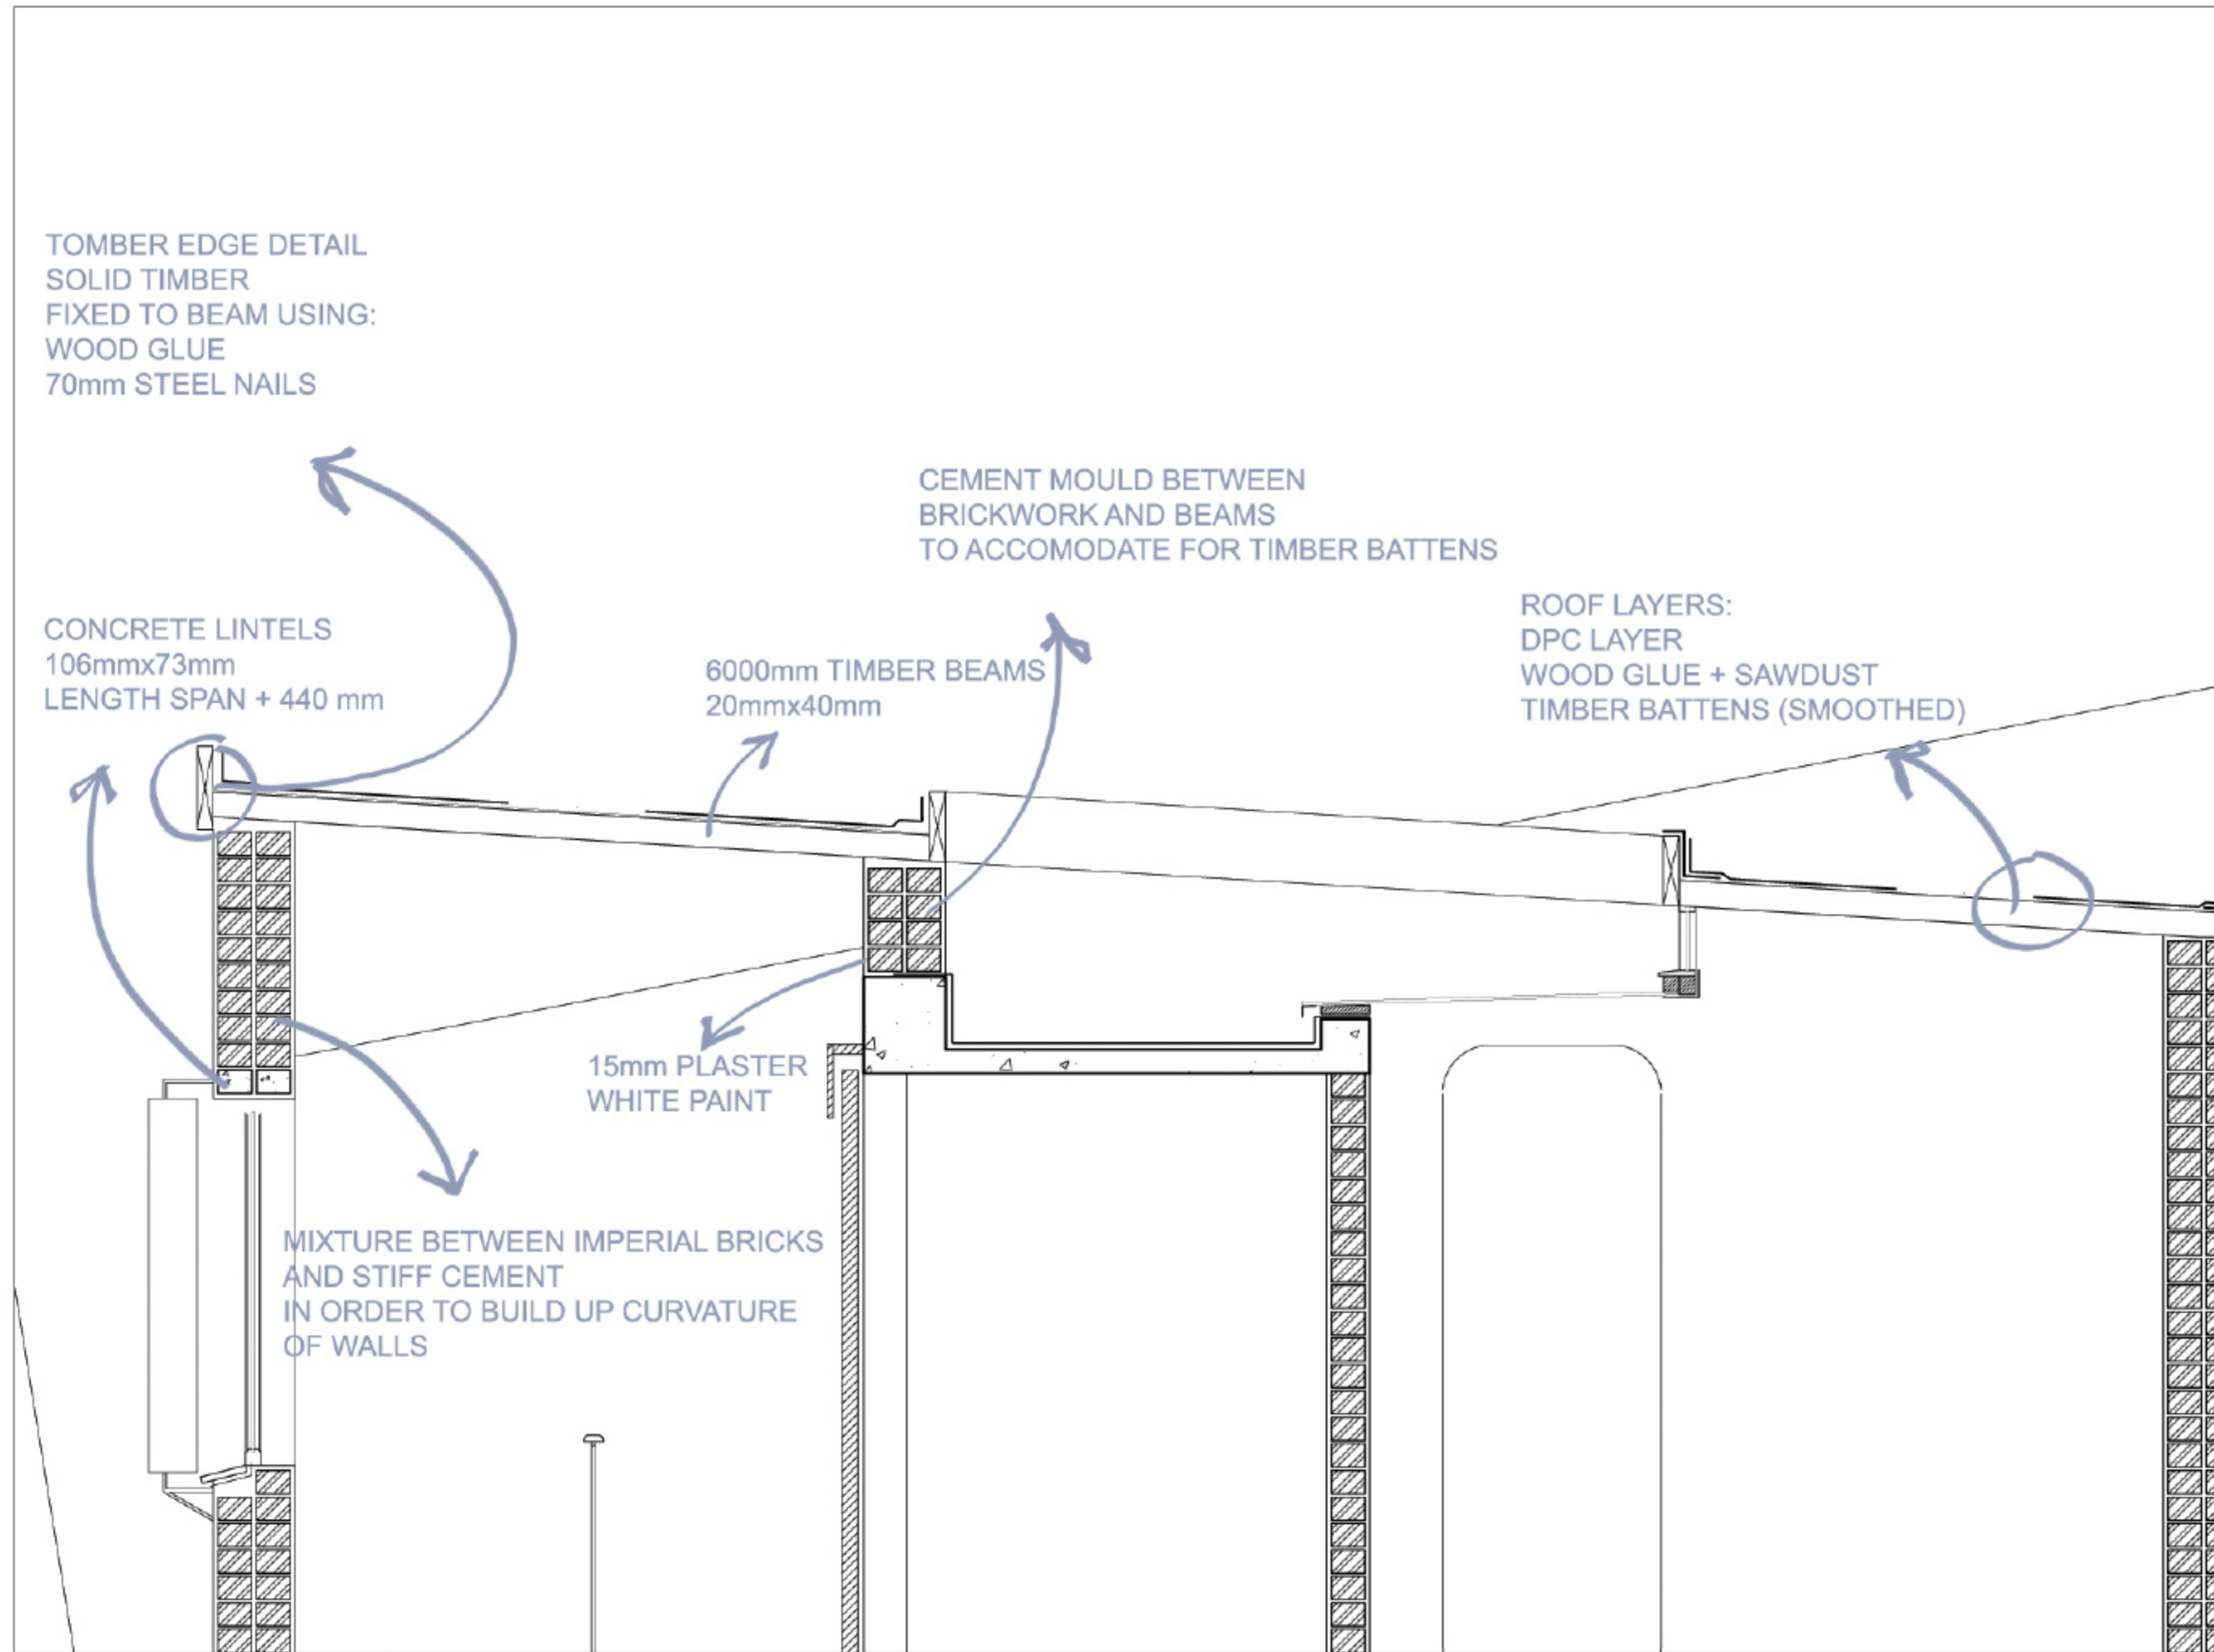 TOMBER EDGE DETAIL
SOLID TIMBER
FIXED TO BEAM USING:
WOOD GLUE
70mm STEEL NAILS
CEMENT MOULD BETWEEN
BRICKWORK AND BEAMS
TO ACCOMODATE FOR TIMBER BATTENS
ROOF LAYERS:
DPC LAYER
WOOD GLUE + SAWDUST
TIMBER BATTENS (SMOOTHED)
CONCRETE LINTELS
106mmx73mm
LENGTH SPAN + 440 mm
6000mm TIMBER BEAMS
20mmx40mm
15mm PLASTER
WHITE PAINT
MIXTURE BETWEEN IMPERIAL BRICKS
AND STIFF CEMENT
IN ORDER TO BUILD UP CURVATURE
OF WALLS